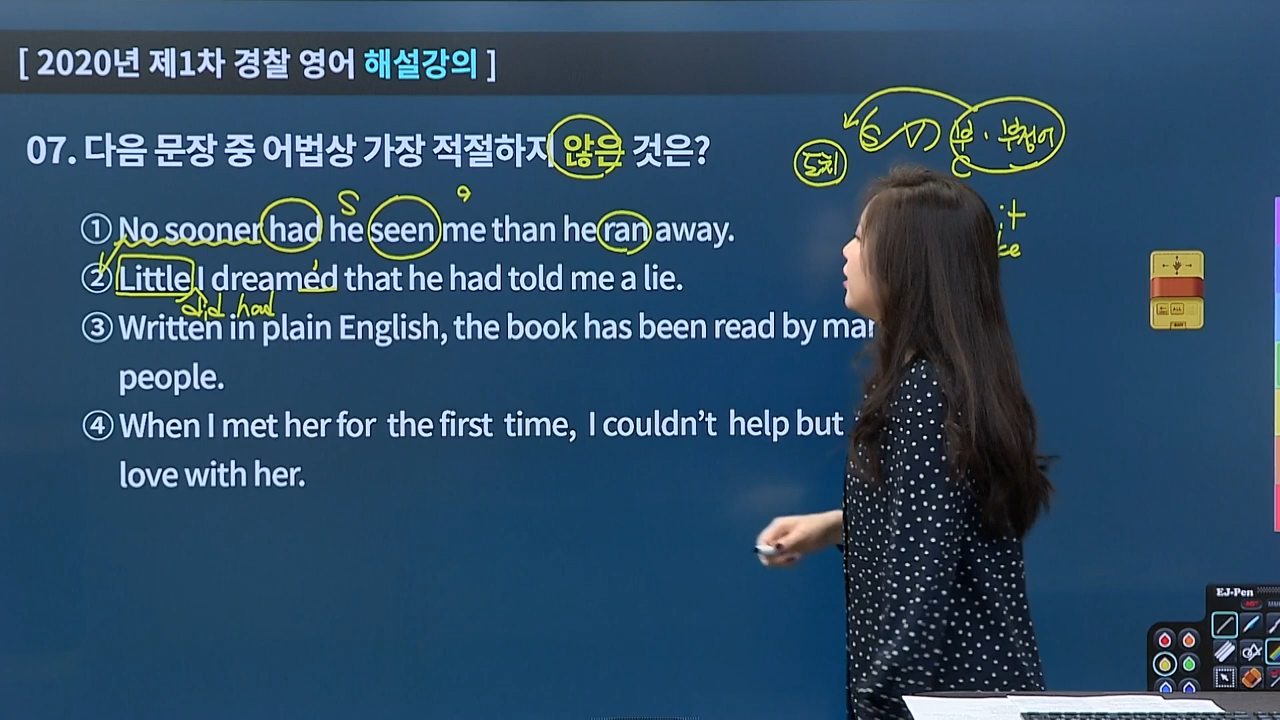 [ 2020년 제1차 경찰 영어 해설강의 ]
07. 다음 문장 중 어법상 가장 적절하지 않은 것은?
도치
부·부정어
S
① No sooner had he seen me than he ran away.
it
② Little I dreamed that he had told me a lie.
did had
③ Written in plain English, the book has been read by
people.
④ When I met her for the first time, I couldn't help but
love with her.
EJ-Pen